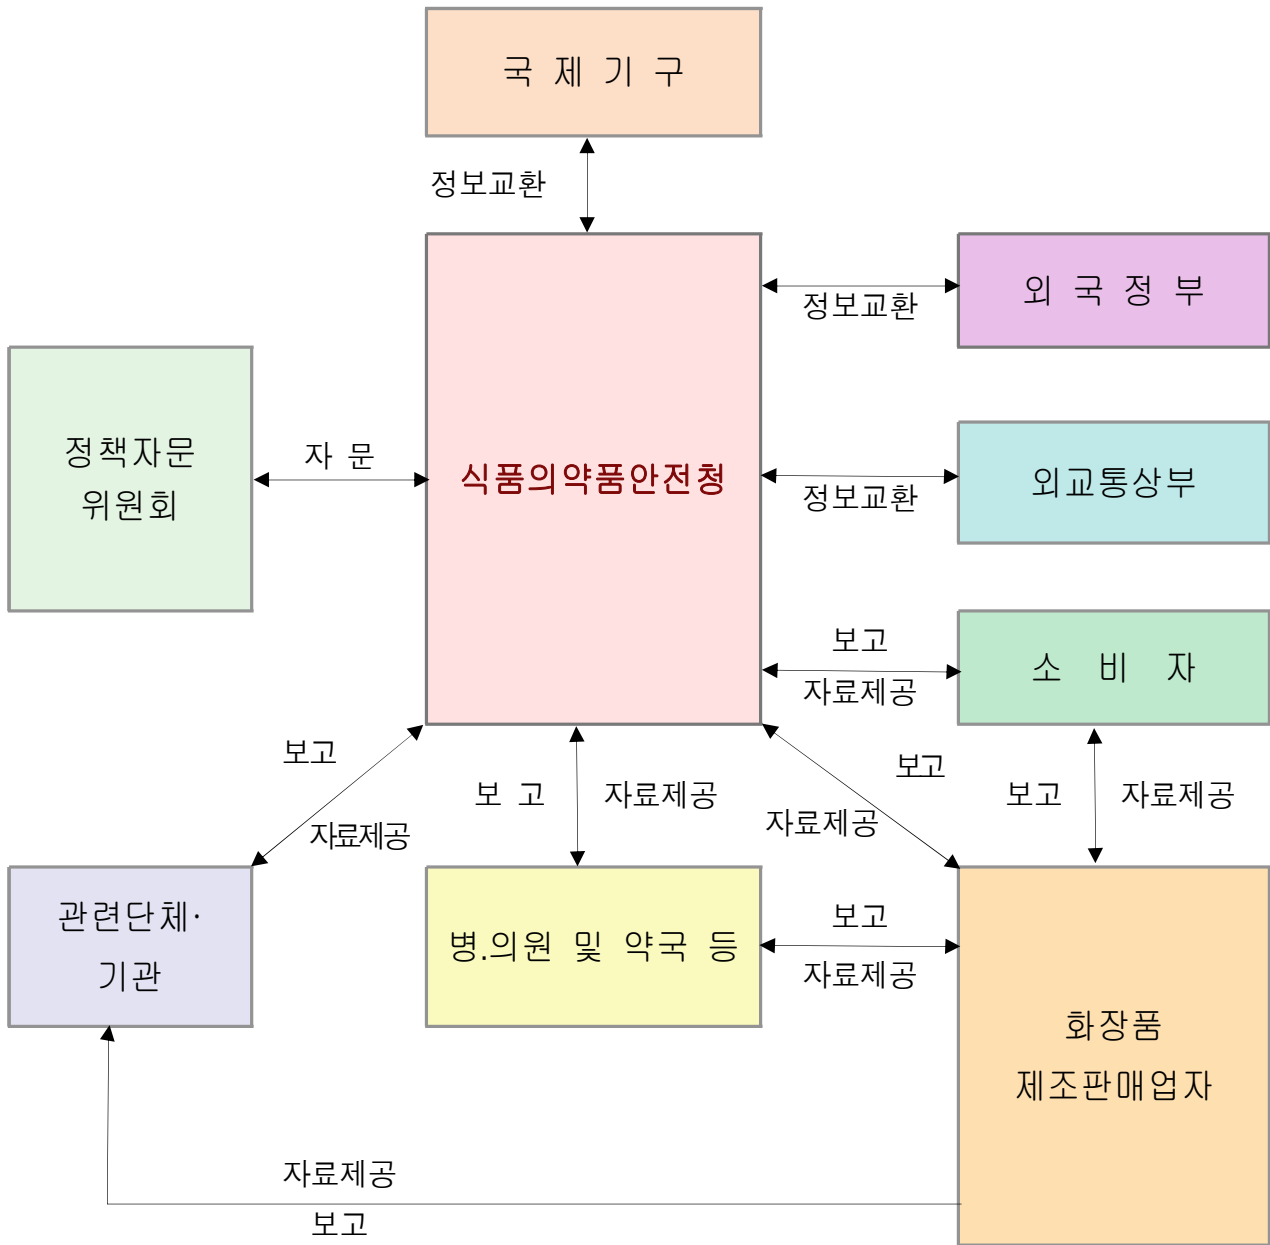 국 제 기 구
정보교환
외 국 정 부
정보교환
정책자문
위원회
자 문
식품의약품안전청
외교통상부
정보교환
보고
자료제공
소 비 자
보고
자료제공
보 고
자료제공
보고
자료제공
보고
자료제공
관련단체·
기관
병.의원 및 약국 등
보고
자료제공
화장품
제조판매업자
자료제공
보고